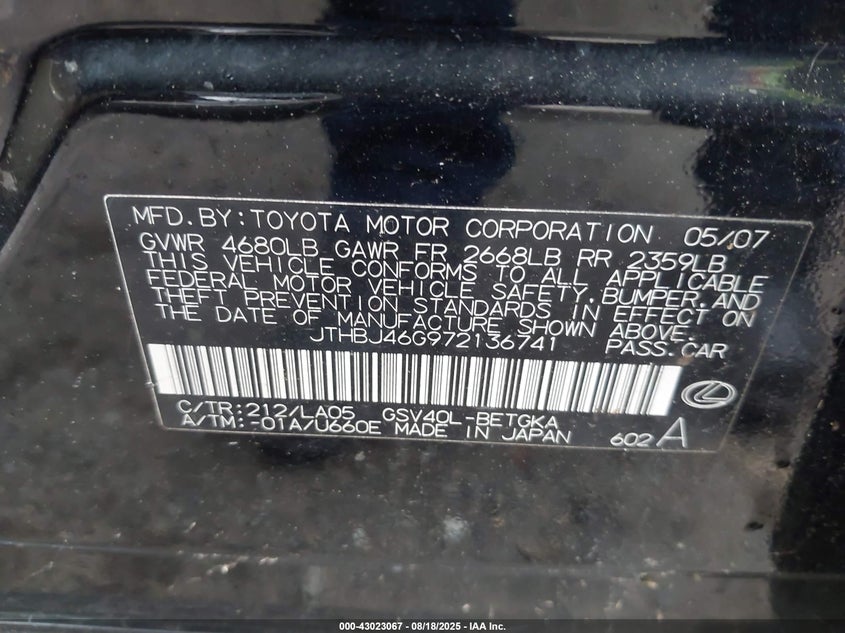 MFD. BY: TOYOTA MOTOR CORPORATION 05/07
GVWR 4680LB GAWR FR 2668LB RR 2359LB
THIS VEHICLE CONFORMS TO ALL APPLICABLE
FEDERAL MOTOR VEHICLE SAFETY, BUMPER, AND
THEFT PREVENTION STANDARDS IN EFFECT ON
THE DATE OF MANUFACTURE SHOWN ABOVE.
JTHBJ46G972136741 PASS. CAR
C/TR: 212/LA05 GSV40L-BETGKA
A/TM: -01A/U660E MADE IN JAPAN 602 A
000-43023067 - 08/18/2025 - IAA Inc.